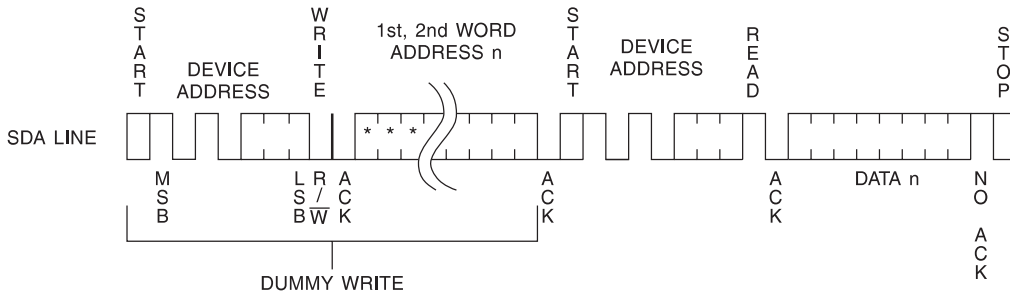 START
WRITE
1st, 2nd WORD
ADDRESS n
START
DEVICE
ADDRESS
READ
STOP
DEVICE
ADDRESS
SDA LINE
* * *
MSB
LSB
R/W̅
ACK
ACK
ACK
DATA n
NO ACK
DUMMY WRITE